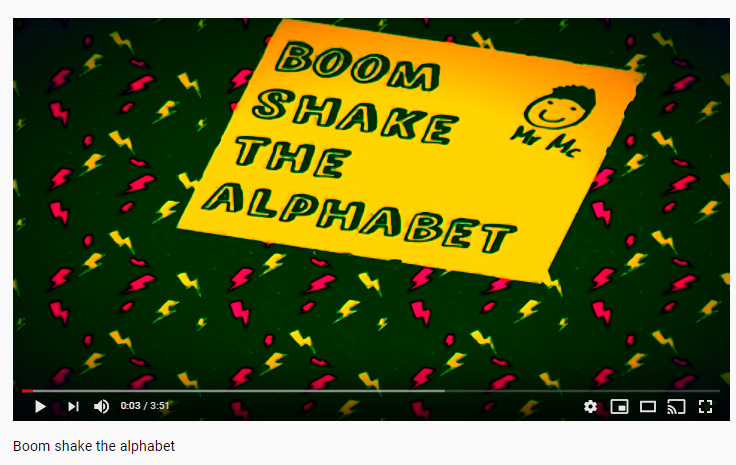 BOOM
SHAKE
THE
ALPHABET
Mr Mc
0:03 / 3:51
Boom shake the alphabet